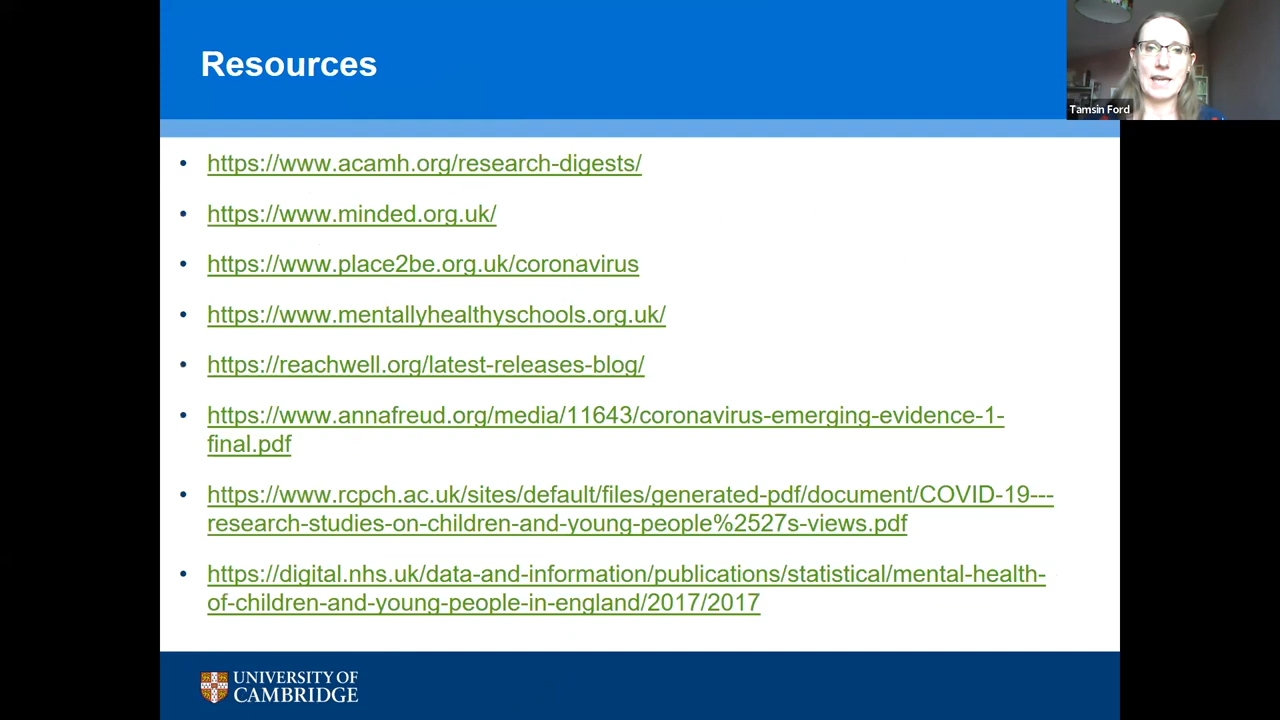 Resources
Tamsin Ford
• https://www.acamh.org/research-digests/
• https://www.minded.org.uk/
• https://www.place2be.org.uk/coronavirus
• https://www.mentallyhealthyschools.org.uk/
• https://reachwell.org/latest-releases-blog/
• https://www.annafreud.org/media/11643/coronavirus-emerging-evidence-1-
final.pdf
• https://www.rcpch.ac.uk/sites/default/files/generated-pdf/document/COVID-19---
research-studies-on-children-and-young-people%2527s-views.pdf
• https://digital.nhs.uk/data-and-information/publications/statistical/mental-health-
of-children-and-young-people-in-england/2017/2017
UNIVERSITY OF
CAMBRIDGE